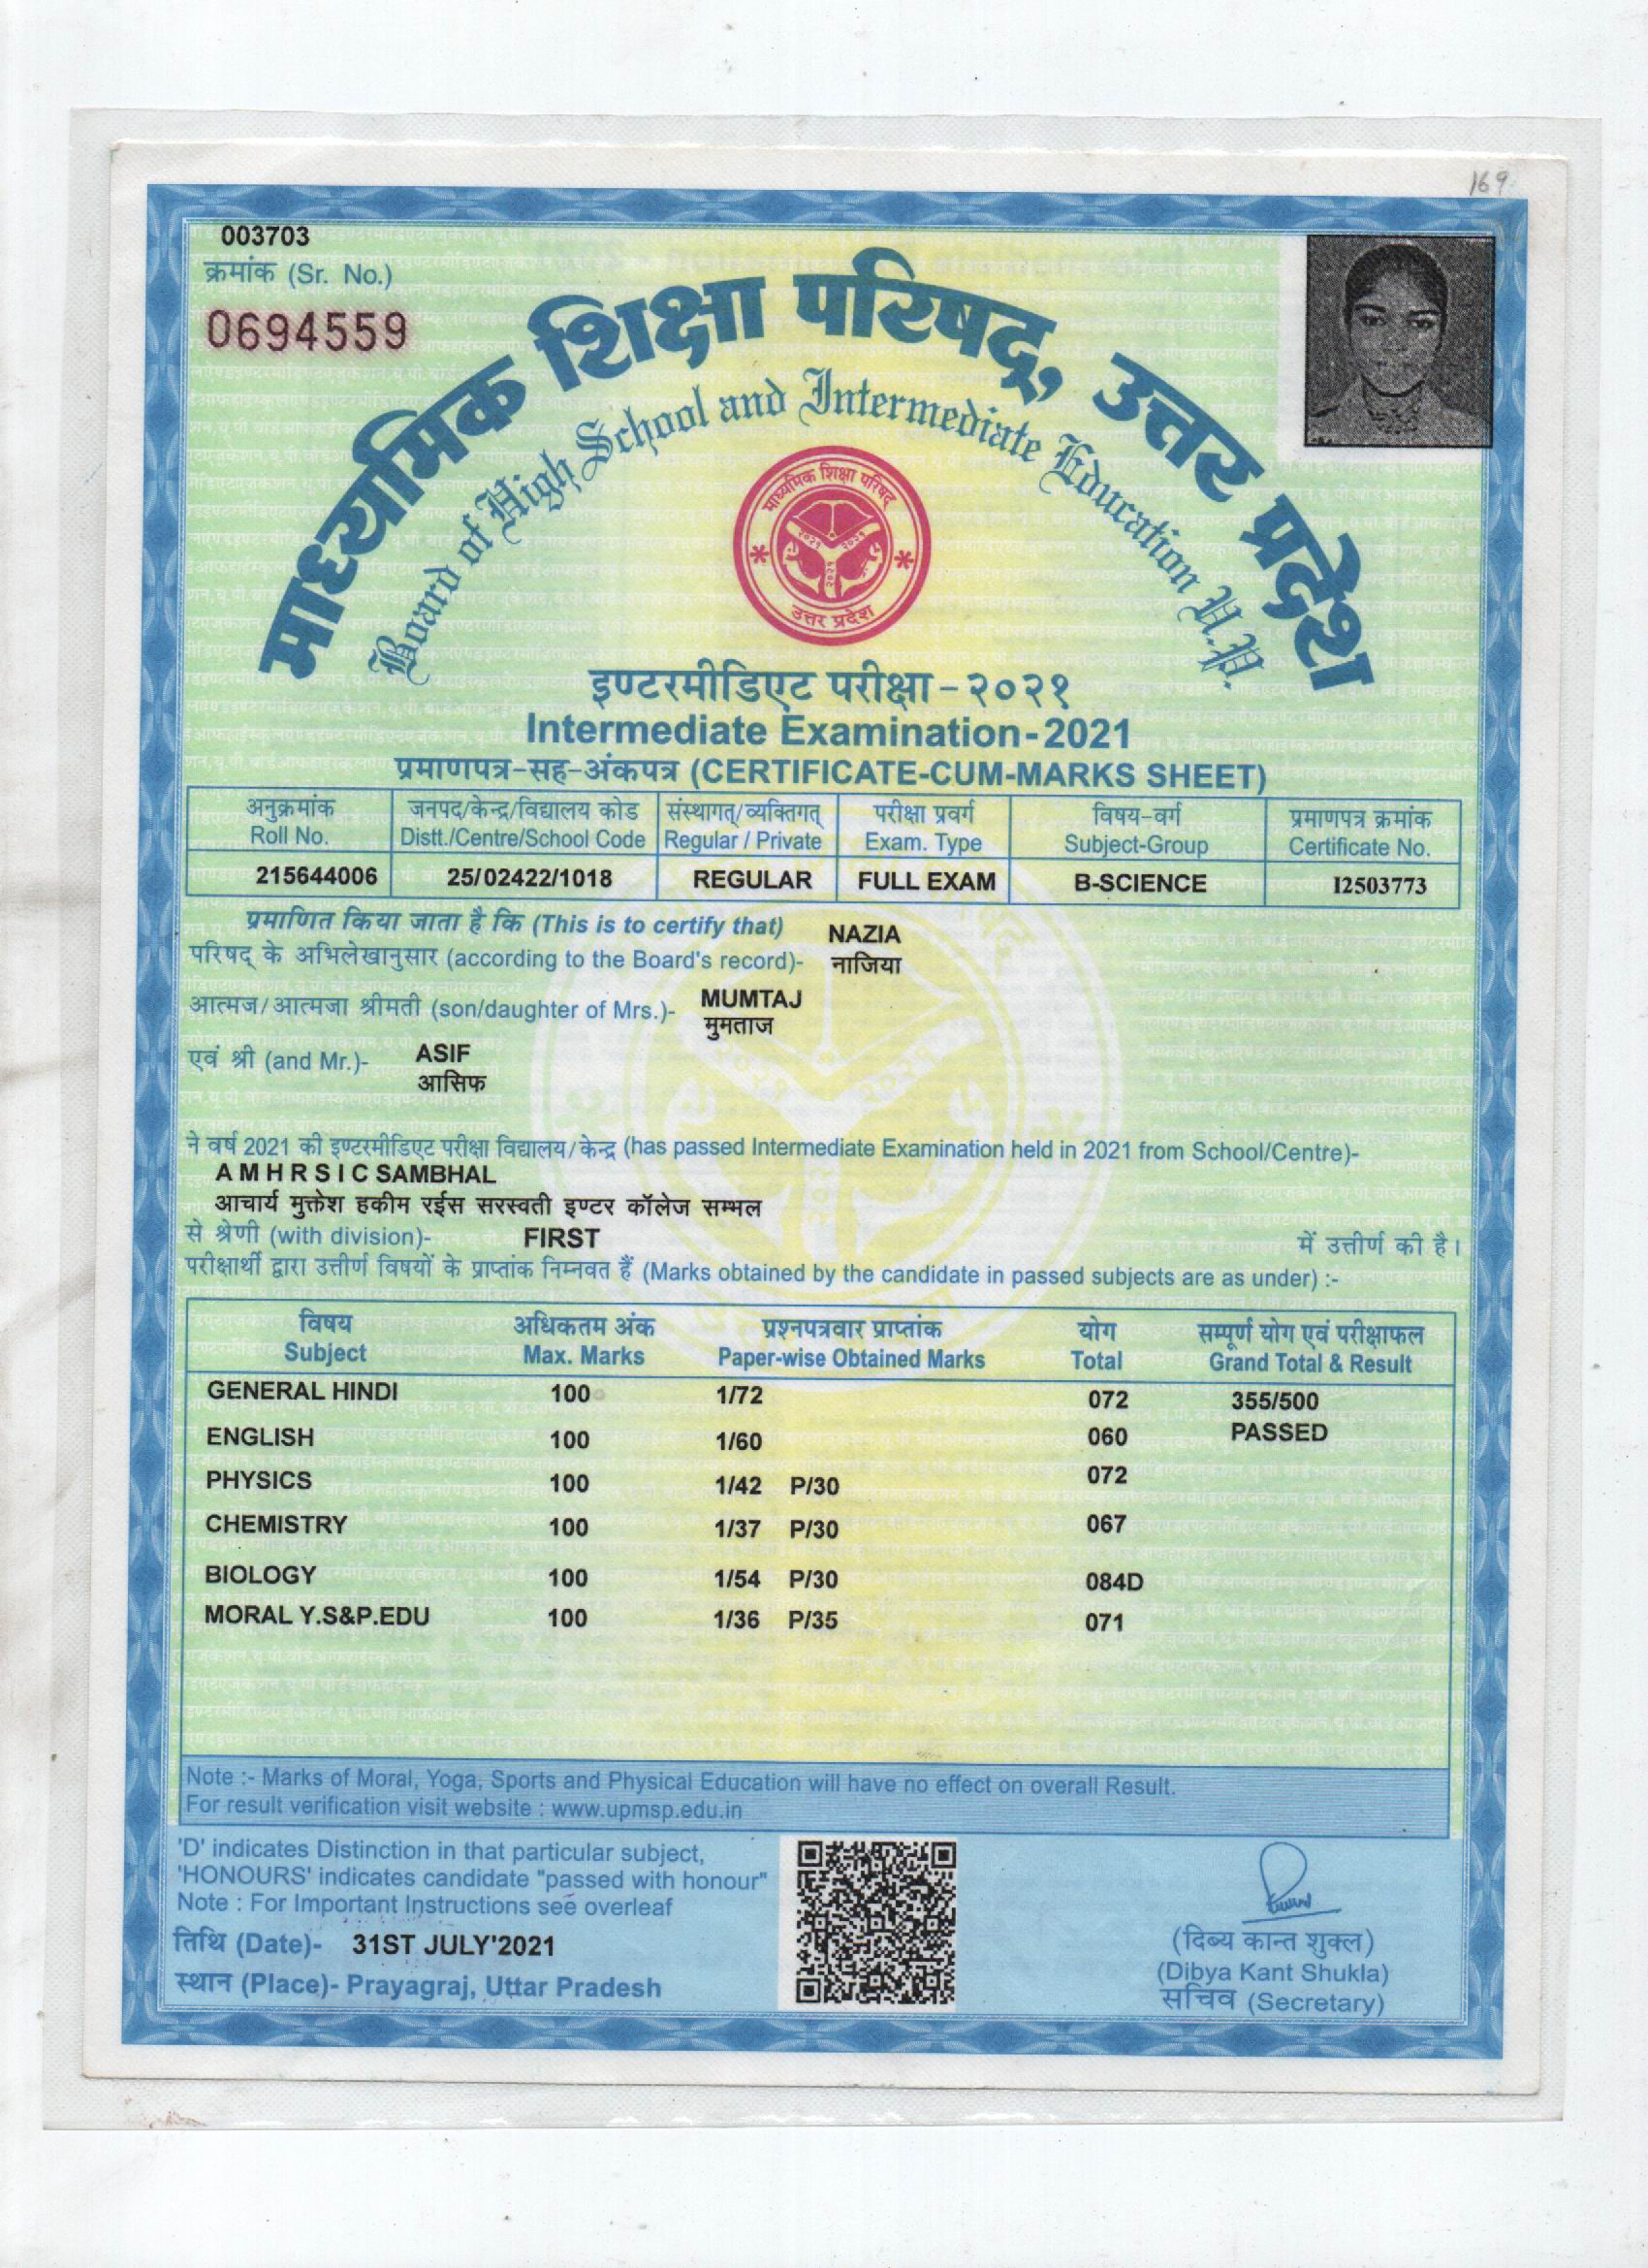 169
003703
क्रमांक (Sr. No.)
0694559
माध्यमिक शिक्षा परिषद्, उत्तर प्रदेश
Board of High School and Intermediate Education U.P.
माध्यमिक शिक्षा परिषद्
उत्तर प्रदेश
इण्टरमीडिएट परीक्षा-२०२१
Intermediate Examination-2021
प्रमाणपत्र-सह-अंकपत्र (CERTIFICATE-CUM-MARKS SHEET)
अनुक्रमांक जनपद/केन्द्र/विद्यालय कोड संस्थागत्/व्यक्तिगत् परीक्षा प्रवर्ग विषय-वर्ग प्रमाणपत्र क्रमांक
Roll No. Distt./Centre/School Code Regular / Private Exam. Type Subject-Group Certificate No.
215644006 25/02422/1018 REGULAR FULL EXAM B-SCIENCE I2503773
प्रमाणित किया जाता है कि (This is to certify that) NAZIA
परिषद् के अभिलेखानुसार (according to the Board's record)- नाजिया
आत्मज/आत्मजा श्रीमती (son/daughter of Mrs.)- MUMTAJ
मुमताज
एवं श्री (and Mr.)- ASIF
आसिफ
ने वर्ष 2021 की इण्टरमीडिएट परीक्षा विद्यालय/केन्द्र (has passed Intermediate Examination held in 2021 from School/Centre)-
A M H R S I C SAMBHAL
आचार्य मुक्तेश हकीम रईस सरस्वती इण्टर कॉलेज सम्भल
से श्रेणी (with division)- FIRST में उत्तीर्ण की है।
परीक्षार्थी द्वारा उत्तीर्ण विषयों के प्राप्तांक निम्नवत हैं (Marks obtained by the candidate in passed subjects are as under) :-
विषय अधिकतम अंक प्रश्नपत्रवार प्राप्तांक योग सम्पूर्ण योग एवं परीक्षाफल
Subject Max. Marks Paper-wise Obtained Marks Total Grand Total & Result
GENERAL HINDI 100 1/72 072 355/500
ENGLISH 100 1/60 060 PASSED
PHYSICS 100 1/42 P/30 072
CHEMISTRY 100 1/37 P/30 067
BIOLOGY 100 1/54 P/30 084D
MORAL Y.S&P.EDU 100 1/36 P/35 071
Note :- Marks of Moral, Yoga, Sports and Physical Education will have no effect on overall Result.
For result verification visit website : www.upmsp.edu.in
'D' indicates Distinction in that particular subject,
'HONOURS' indicates candidate "passed with honour"
Note : For Important Instructions see overleaf
तिथि (Date)- 31ST JULY'2021
स्थान (Place)- Prayagraj, Uttar Pradesh
(दिब्य कान्त शुक्ल)
(Dibya Kant Shukla)
सचिव (Secretary)